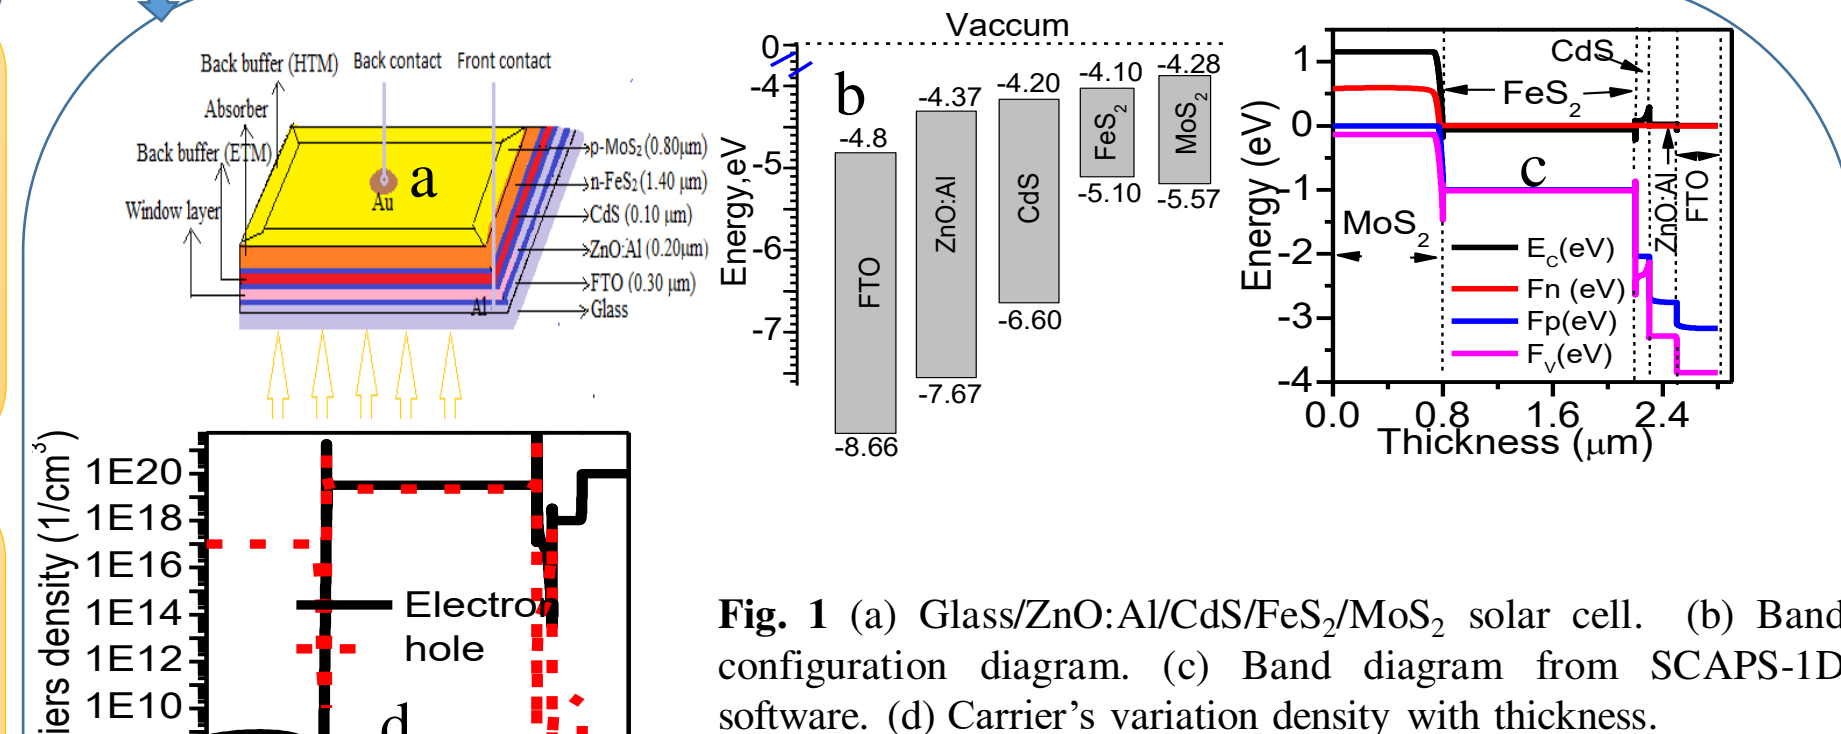 Back buffer (HTM)
Back contact
Front contact
Absorber
Back buffer (ETM)
Window layer
a
Au
Al
p-MoS₂ (0.80μm)
n-FeS₂ (1.40 μm)
CdS (0.10 μm)
ZnO:Al (0.20μm)
FTO (0.30 μm)
Glass
Vaccum
0
-4
-5
-6
-7
Energy,eV
b
-4.8
FTO
-8.66
-4.37
ZnO:Al
-7.67
-4.20
CdS
-6.60
-4.10
FeS₂
-5.10
-4.28
MoS₂
-5.57
Energy (eV)
1
0
1
-2
-3
-4
CdS
FeS₂
c
MoS₂
ZnO:Al
FTO
E_C(eV)
Fn (eV)
Fp(eV)
F_V(eV)
0.0 0.8 1.6 2.4
Thickness (μm)
iers density (1/cm³)
1E20
1E18
1E16
1E14
1E12
1E10
Electron
hole
d
Fig. 1 (a) Glass/ZnO:Al/CdS/FeS₂/MoS₂ solar cell. (b) Band
configuration diagram. (c) Band diagram from SCAPS-1D
software. (d) Carrier's variation density with thickness.